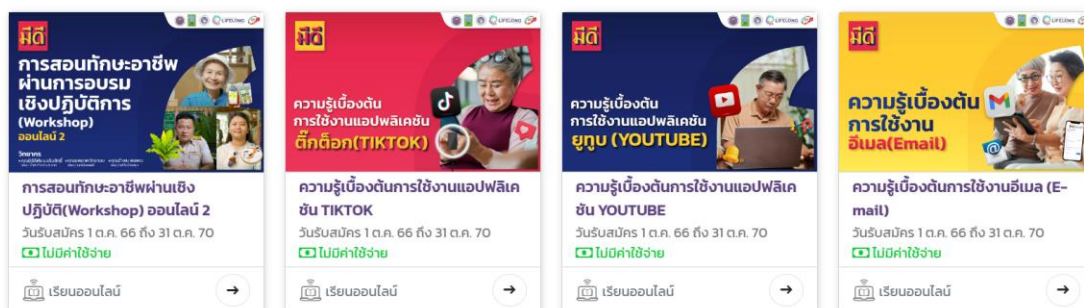 มีดี
LIFELONG
การสอนทักษะอาชีพ
ผ่านการอบรม
เชิงปฏิบัติการ
(Workshop)
ออนไลน์ 2
วิทยากร
การสอนทักษะอาชีพผ่านเชิง
ปฏิบัติ(Workshop) ออนไลน์ 2
วันรับสมัคร 1 ต.ค. 66 ถึง 31 ต.ค. 70
ไม่มีค่าใช้จ่าย
เรียนออนไลน์
มีดี
LIFELONG
ความรู้เบื้องต้น
การใช้งานแอปพลิเคชัน
ติ๊กต็อก(TIKTOK)
ความรู้เบื้องต้นการใช้งานแอปพลิเค
ชัน TIKTOK
วันรับสมัคร 1 ต.ค. 66 ถึง 31 ต.ค. 70
ไม่มีค่าใช้จ่าย
เรียนออนไลน์
มีดี
LIFELONG
ความรู้เบื้องต้น
การใช้งานแอปพลิเคชัน
ยูทูบ (YOUTUBE)
ความรู้เบื้องต้นการใช้งานแอปพลิเค
ชัน YOUTUBE
วันรับสมัคร 1 ต.ค. 66 ถึง 31 ต.ค. 70
ไม่มีค่าใช้จ่าย
เรียนออนไลน์
มีดี
LIFELONG
ความรู้เบื้องต้น
การใช้งาน
อีเมล(Email)
ความรู้เบื้องต้นการใช้งานอีเมล (E-
mail)
วันรับสมัคร 1 ต.ค. 66 ถึง 31 ต.ค. 70
ไม่มีค่าใช้จ่าย
เรียนออนไลน์